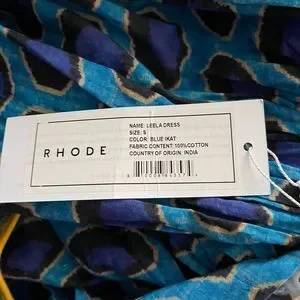 RHODE
NAME: LEELA DRESS
SIZE: S
COLOR: BLUE IKAT
FABRIC CONTENT: 100%COTTON
COUNTRY OF ORIGIN: INDIA